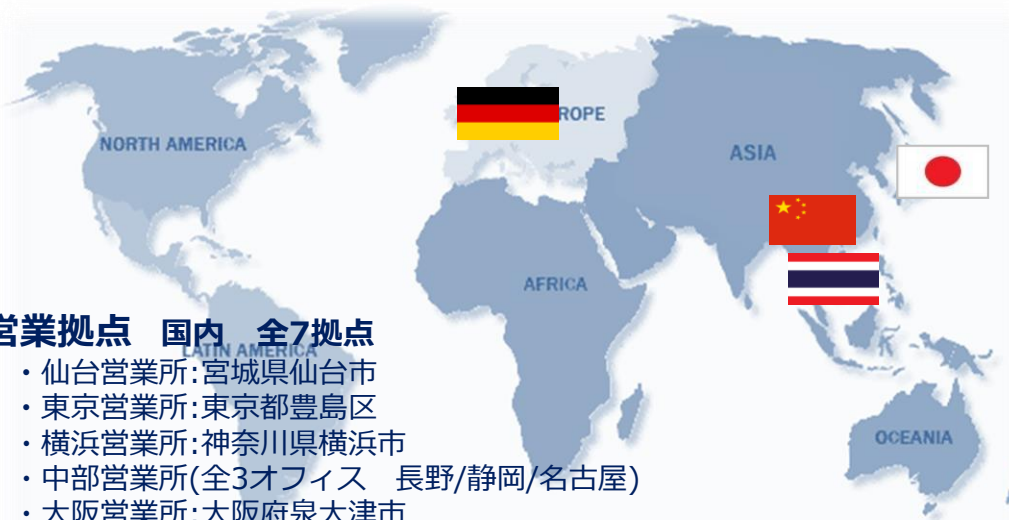 NORTH AMERICA
ROPE
ASIA
AFRICA
営業拠点 国内 全7拠点
LATIN AMERICA
・仙台営業所:宮城県仙台市
・東京営業所:東京都豊島区
・横浜営業所:神奈川県横浜市
OCEANIA
・中部営業所(全3オフィス 長野/静岡/名古屋)
・大阪営業所:大阪府泉大津市